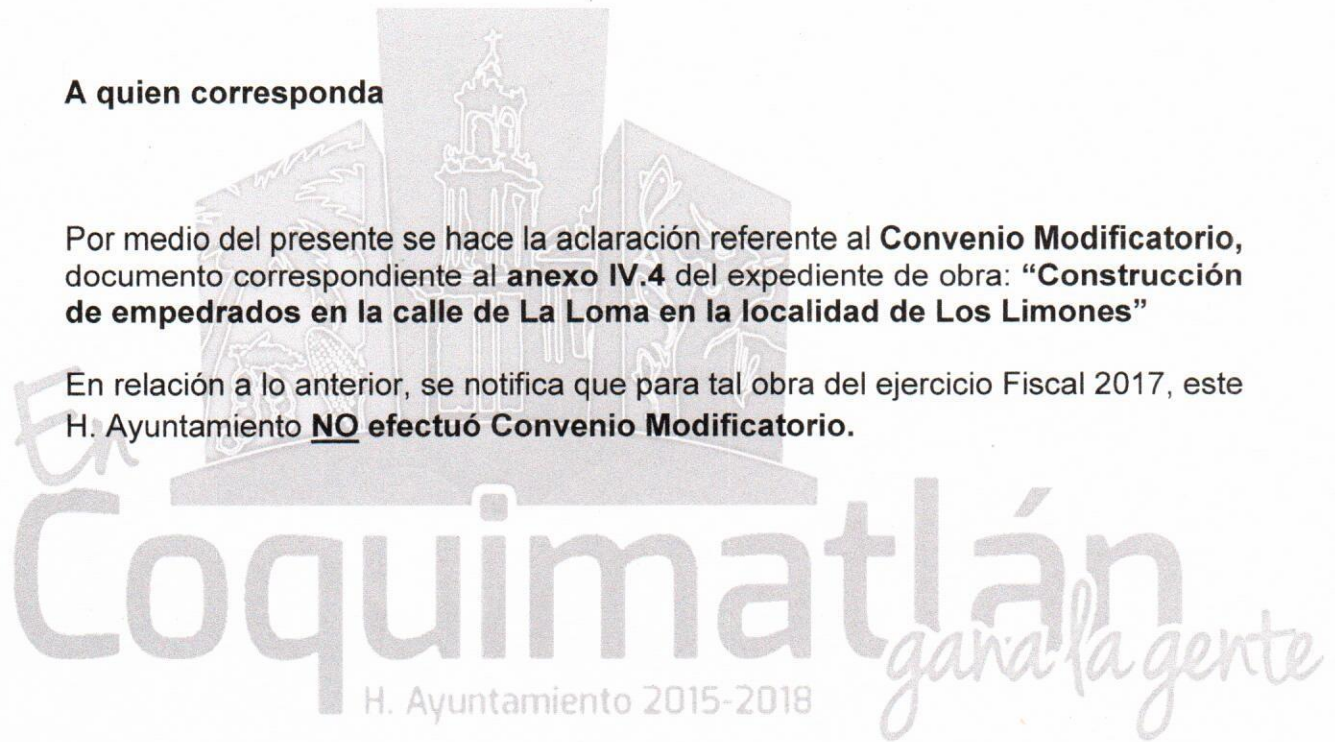 A quien corresponda
Por medio del presente se hace la aclaración referente al Convenio Modificatorio,
documento correspondiente al anexo IV.4 del expediente de obra: “Construcción
de empedrados en la calle de La Loma en la localidad de Los Limones”
En relación a lo anterior, se notifica que para tal obra del ejercicio Fiscal 2017, este
H. Ayuntamiento NO efectuó Convenio Modificatorio.
En
Coquimatlán
gana la gente
H. Ayuntamiento 2015-2018